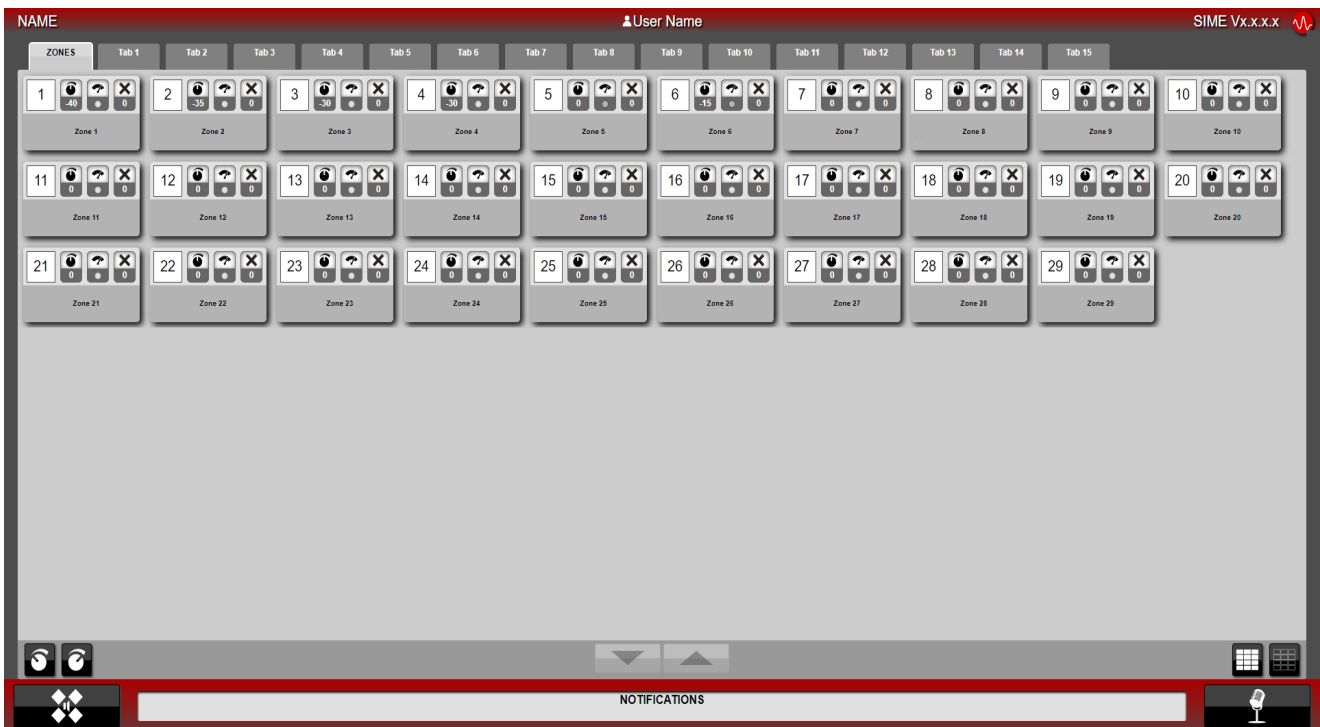 NAME User Name SIME Vx.x.x.x
ZONES Tab 1 Tab 2 Tab 3 Tab 4 Tab 5 Tab 6 Tab 7 Tab 8 Tab 9 Tab 10 Tab 11 Tab 12 Tab 13 Tab 14 Tab 15
1 -40 0 2 -35 0 3 -30 0 4 -30 0 5 0 0 6 -15 0 7 0 0 8 0 0 9 0 0 10 0 0
Zone 1 Zone 2 Zone 3 Zone 4 Zone 5 Zone 6 Zone 7 Zone 8 Zone 9 Zone 10
11 0 0 12 0 0 13 0 0 14 0 0 15 0 0 16 0 0 17 0 0 18 0 0 19 0 0 20 0 0
Zone 11 Zone 12 Zone 13 Zone 14 Zone 15 Zone 16 Zone 17 Zone 18 Zone 19 Zone 20
21 0 0 22 0 0 23 0 0 24 0 0 25 0 0 26 0 0 27 0 0 28 0 0 29 0 0
Zone 21 Zone 22 Zone 23 Zone 24 Zone 25 Zone 26 Zone 27 Zone 28 Zone 29
NOTIFICATIONS